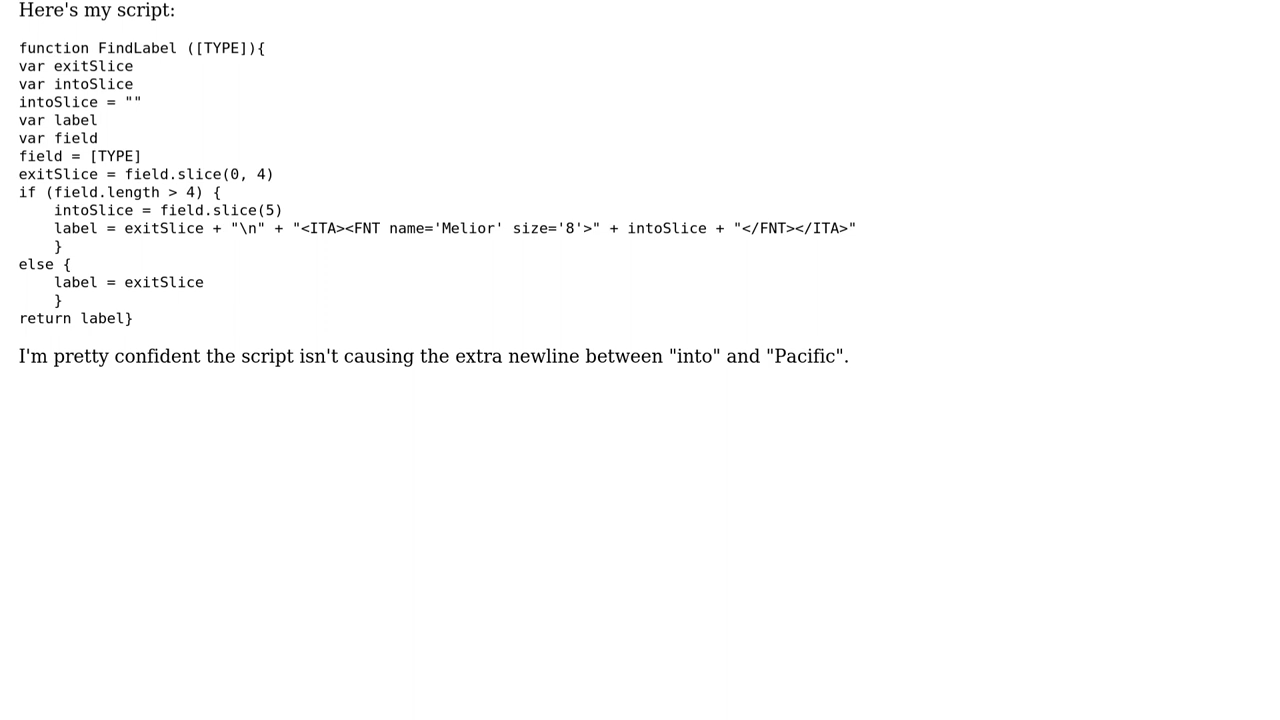 Here's my script:
function FindLabel ([TYPE]){
var exitSlice
var intoSlice
intoSlice = ""
var label
var field
field = [TYPE]
exitSlice = field.slice(0, 4)
if (field.length > 4) {
    intoSlice = field.slice(5)
    label = exitSlice + "\n" + "<ITA><FNT name='Melior' size='8'>" + intoSlice + "</FNT></ITA>"
    }
else {
    label = exitSlice
    }
return label}
I'm pretty confident the script isn't causing the extra newline between "into" and "Pacific".